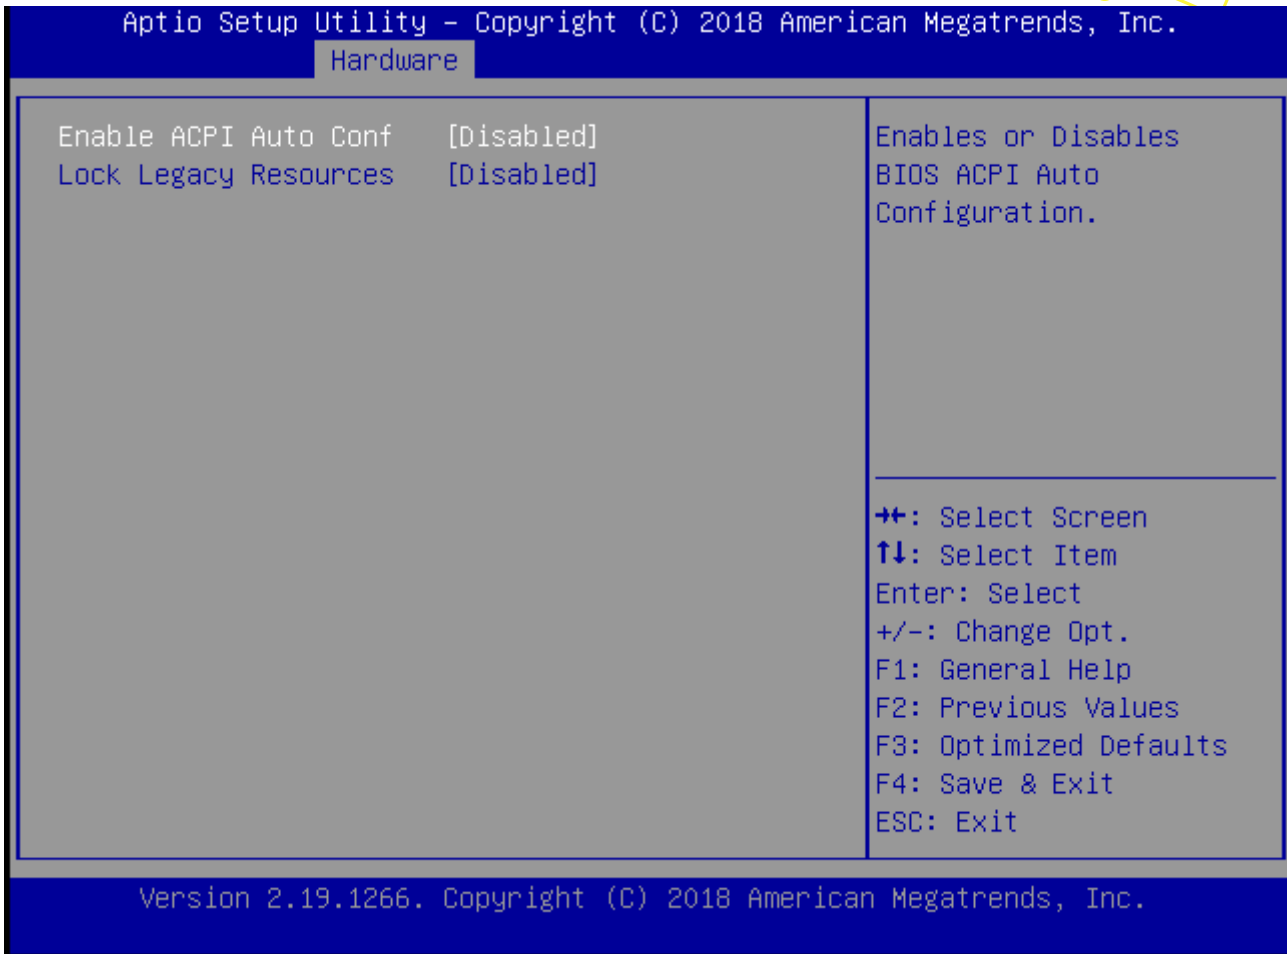 Aptio Setup Utility – Copyright (C) 2018 American Megatrends, Inc.
Hardware
Enable ACPI Auto Conf [Disabled]
Lock Legacy Resources [Disabled]
Enables or Disables
BIOS ACPI Auto
Configuration.
→←: Select Screen
↑↓: Select Item
Enter: Select
+/-: Change Opt.
F1: General Help
F2: Previous Values
F3: Optimized Defaults
F4: Save & Exit
ESC: Exit
Version 2.19.1266. Copyright (C) 2018 American Megatrends, Inc.